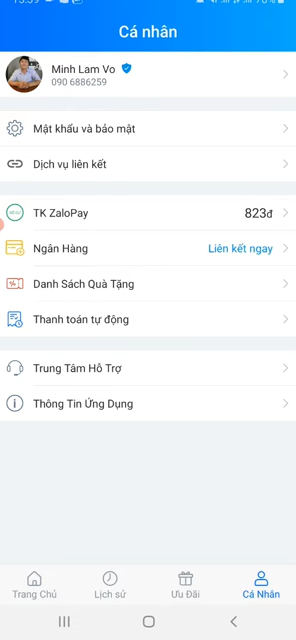 Cá nhân
Minh Lam Vo
090 6886259
Mật khẩu và bảo mật
Dịch vụ liên kết
TK ZaloPay 823đ
Ngân Hàng Liên kết ngay
Danh Sách Quà Tặng
Thanh toán tự động
Trung Tâm Hỗ Trợ
Thông Tin Ứng Dụng
Trang Chủ Lịch sử Ưu Đãi Cá Nhân